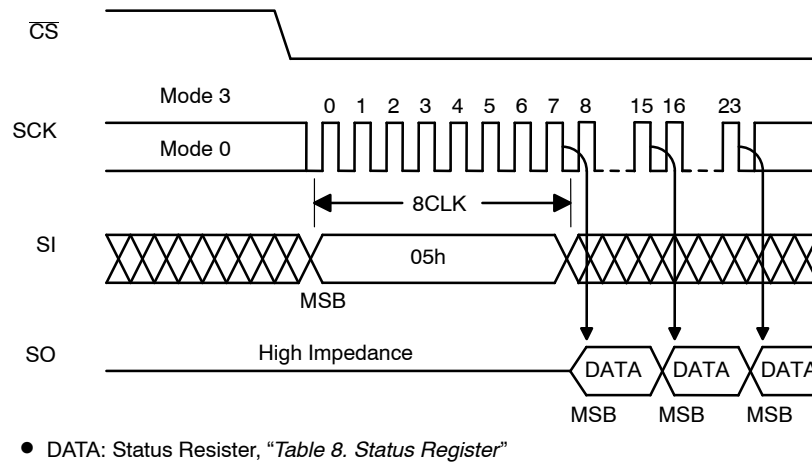 CS
Mode 3
0 1 2 3 4 5 6 7 8 15 16 23
SCK
Mode 0
8CLK
SI
05h
MSB
High Impedance
SO
DATA DATA DATA
MSB MSB MSB
● DATA: Status Resister, “Table 8. Status Register”